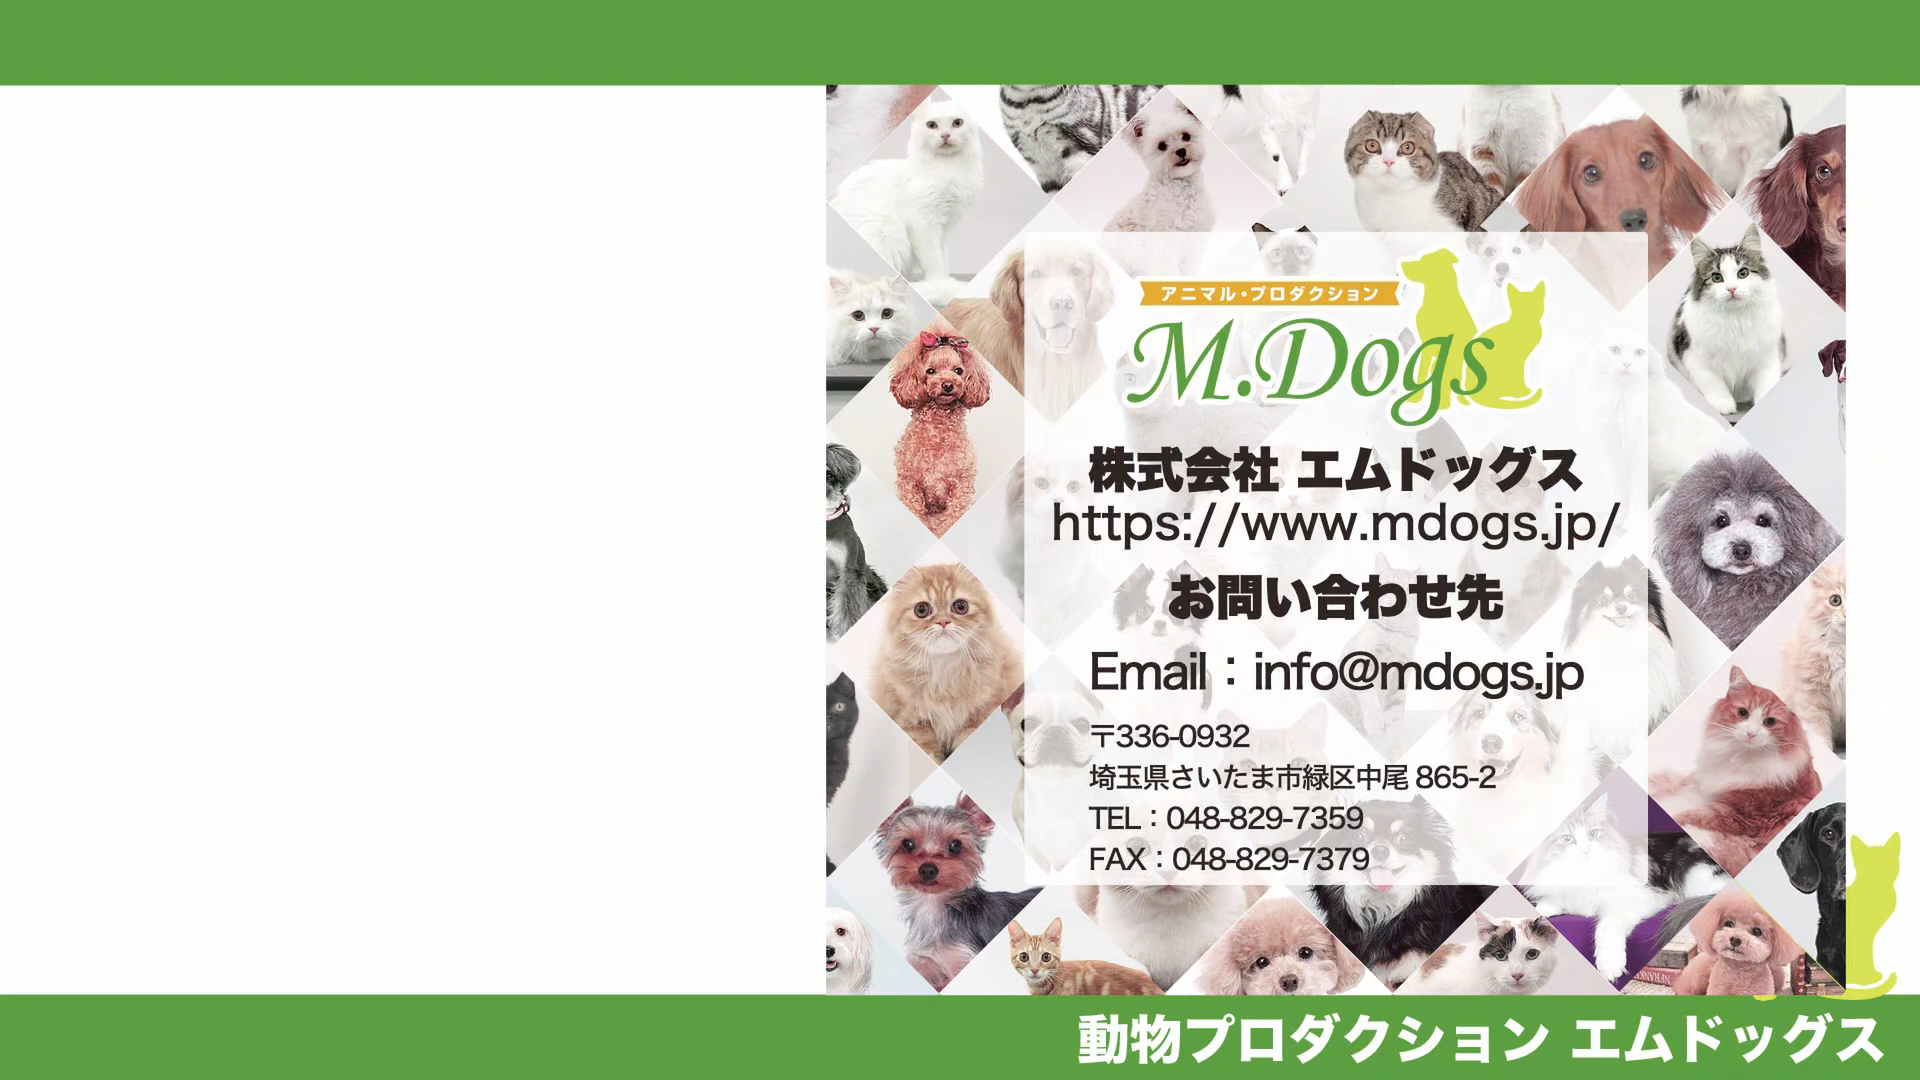 アニマル・プロダクション
M.Dogs
株式会社 エムドッグス
https://www.mdogs.jp/
お問い合わせ先
Email：info@mdogs.jp
〒336-0932
埼玉県さいたま市緑区中尾 865-2
TEL：048-829-7359
FAX：048-829-7379
動物プロダクション エムドッグス